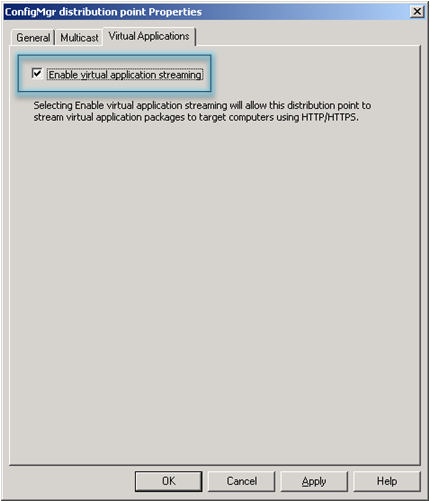 ConfigMgr distribution point Properties
General Multicast Virtual Applications
Enable virtual application streaming
Selecting Enable virtual application streaming will allow this distribution point to
stream virtual application packages to target computers using HTTP/HTTPS.
OK Cancel Apply Help